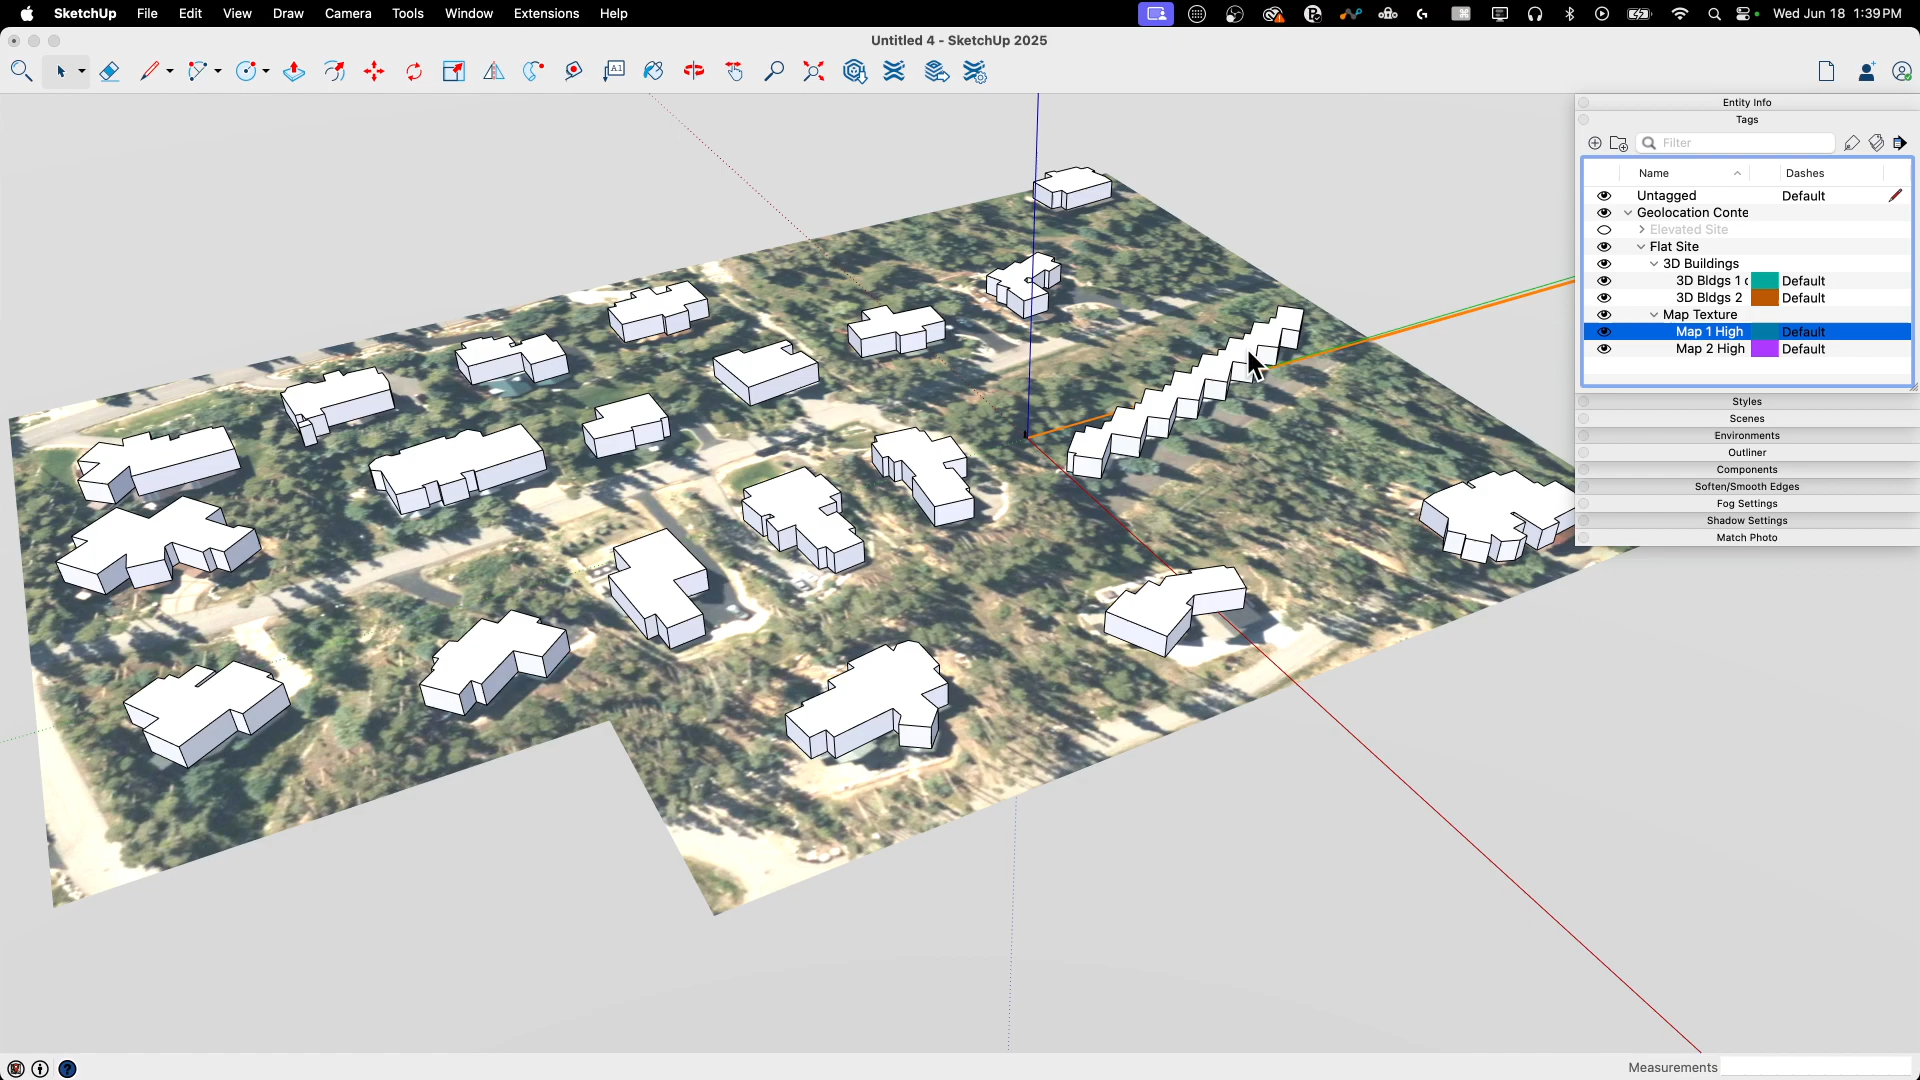 SketchUp File Edit View Draw Camera Tools Window Extensions Help Wed Jun 18 1:39 PM
Untitled 4 - SketchUp 2025
A1
Entity Info
Tags
Filter
Name Dashes
Untagged Default
Geolocation Conte
Elevated Site
Flat Site
3D Buildings
3D Bldgs 1 Default
3D Bldgs 2 Default
Map Texture
Map 1 High Default
Map 2 High Default
Styles
Scenes
Environments
Outliner
Components
Soften/Smooth Edges
Fog Settings
Shadow Settings
Match Photo
Measurements